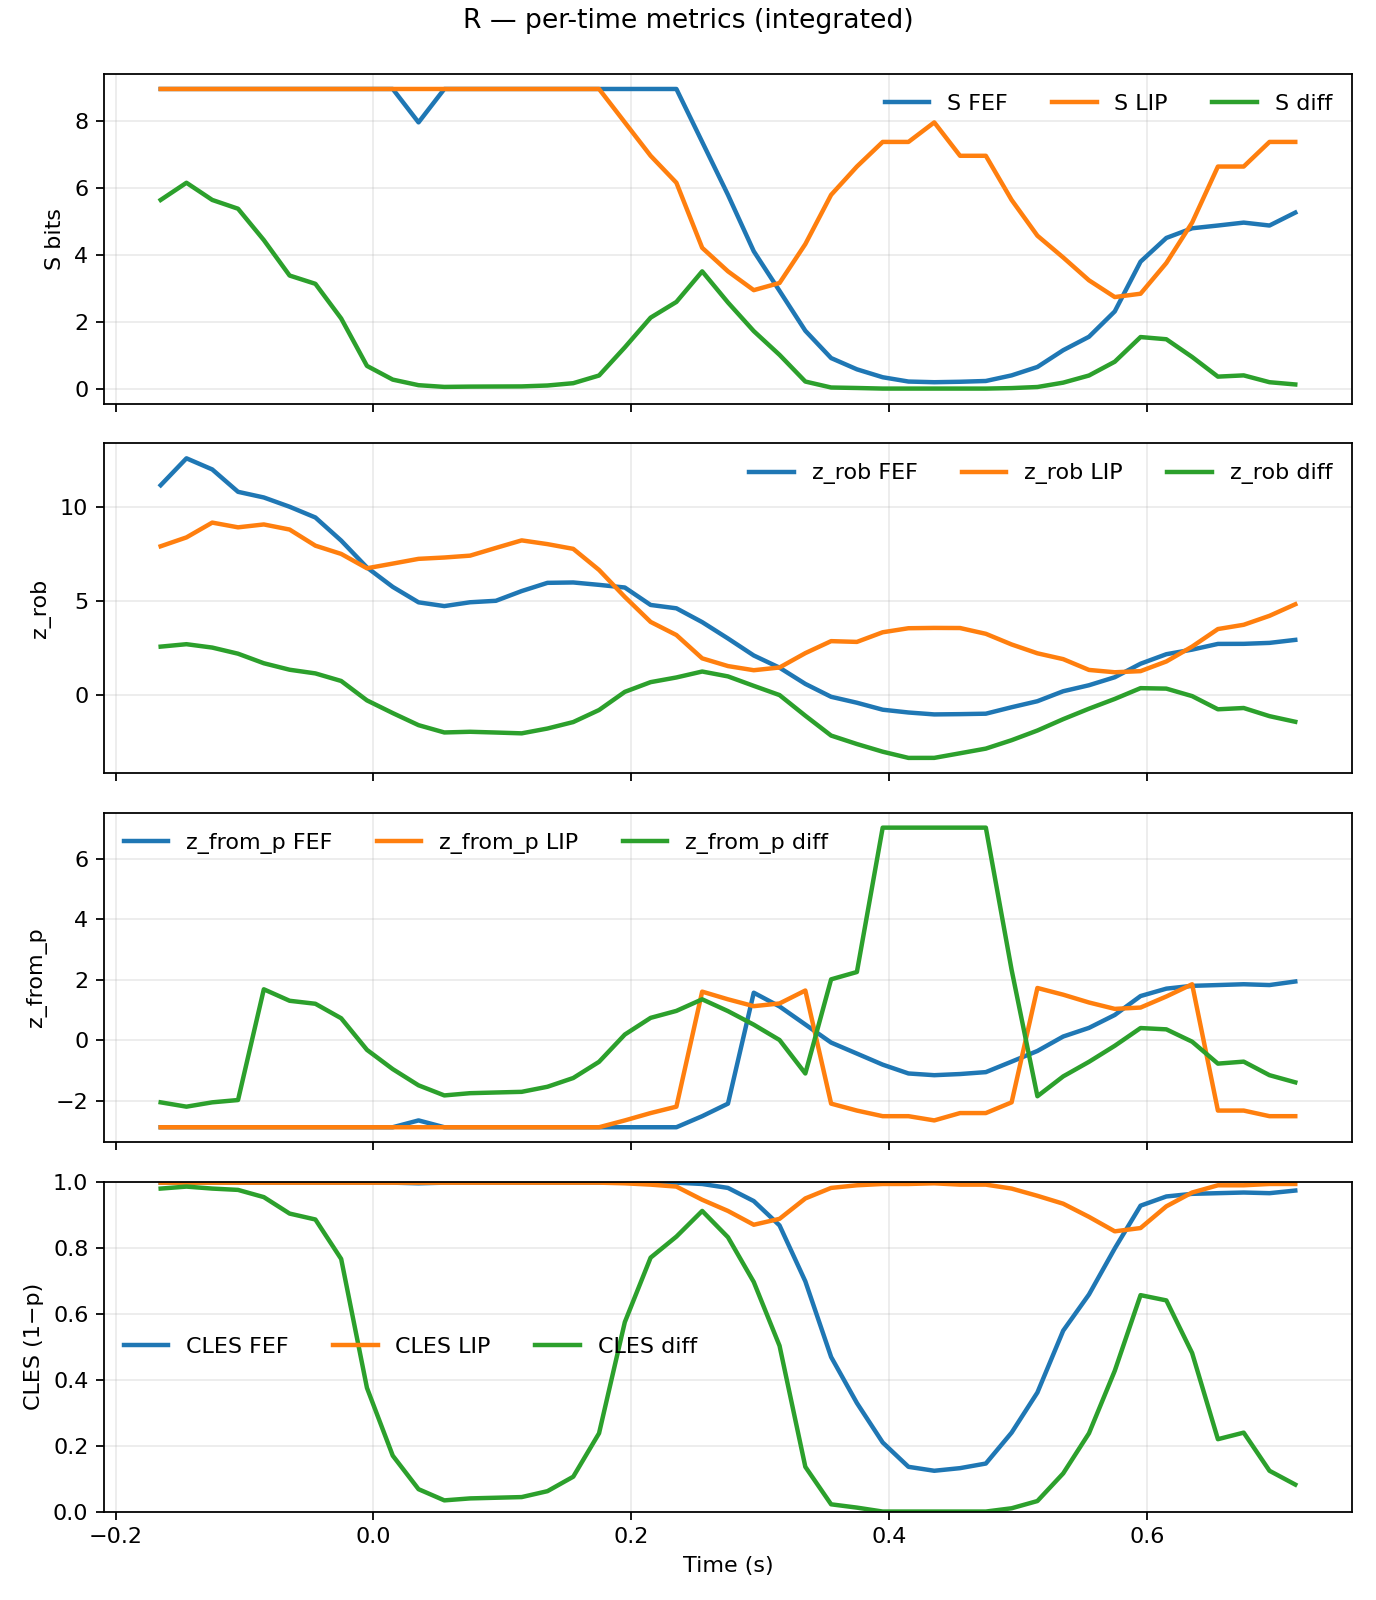 R — per-time metrics (integrated)
S FEF S LIP S diff
S bits
8
6
4
2
0
z_rob FEF z_rob LIP z_rob diff
z_rob
10
5
0
z_from_p FEF z_from_p LIP z_from_p diff
z_from_p
6
4
2
0
−2
CLES FEF CLES LIP CLES diff
CLES (1−p)
1.0
0.8
0.6
0.4
0.2
0.0
−0.2 0.0 0.2 0.4 0.6
Time (s)